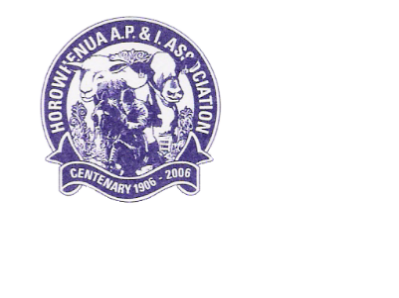 HOROWHENUA A.P. & I. ASSOCIATION
CENTENARY 1906 - 2006